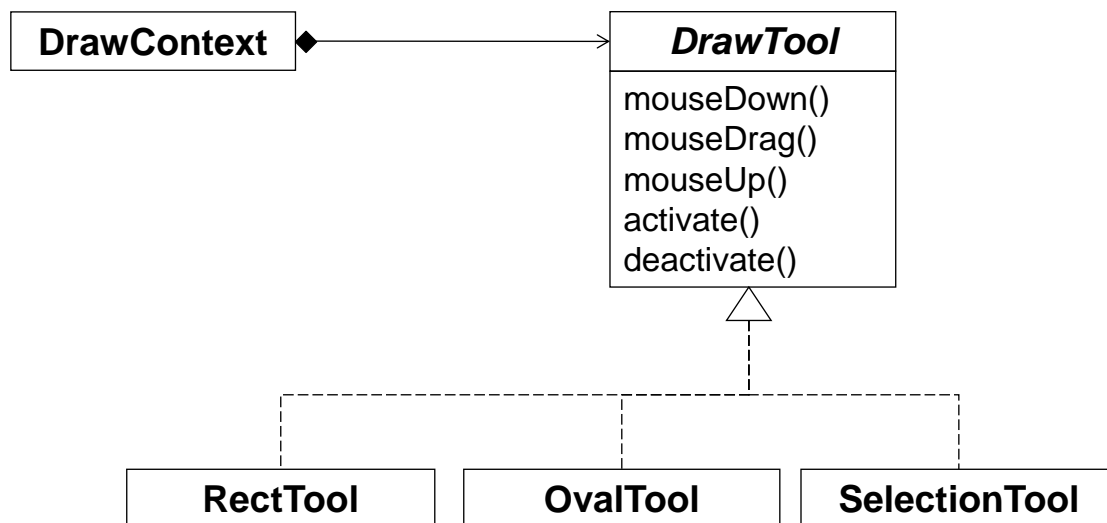 DrawContext
DrawTool
mouseDown()
mouseDrag()
mouseUp()
activate()
deactivate()
RectTool
OvalTool
SelectionTool